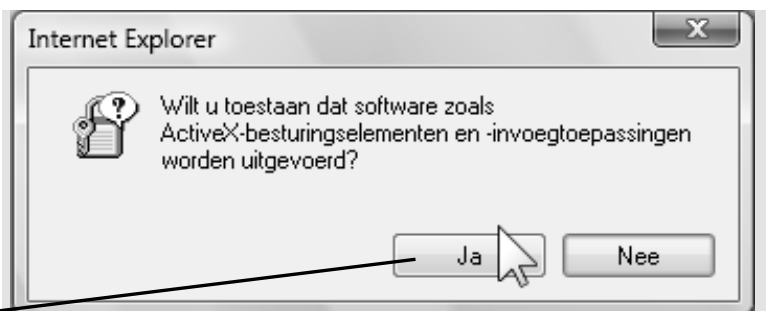 Internet Explorer
Wilt u toestaan dat software zoals
ActiveX-besturingselementen en -invoegtoepassingen
worden uitgevoerd?
Ja
Nee